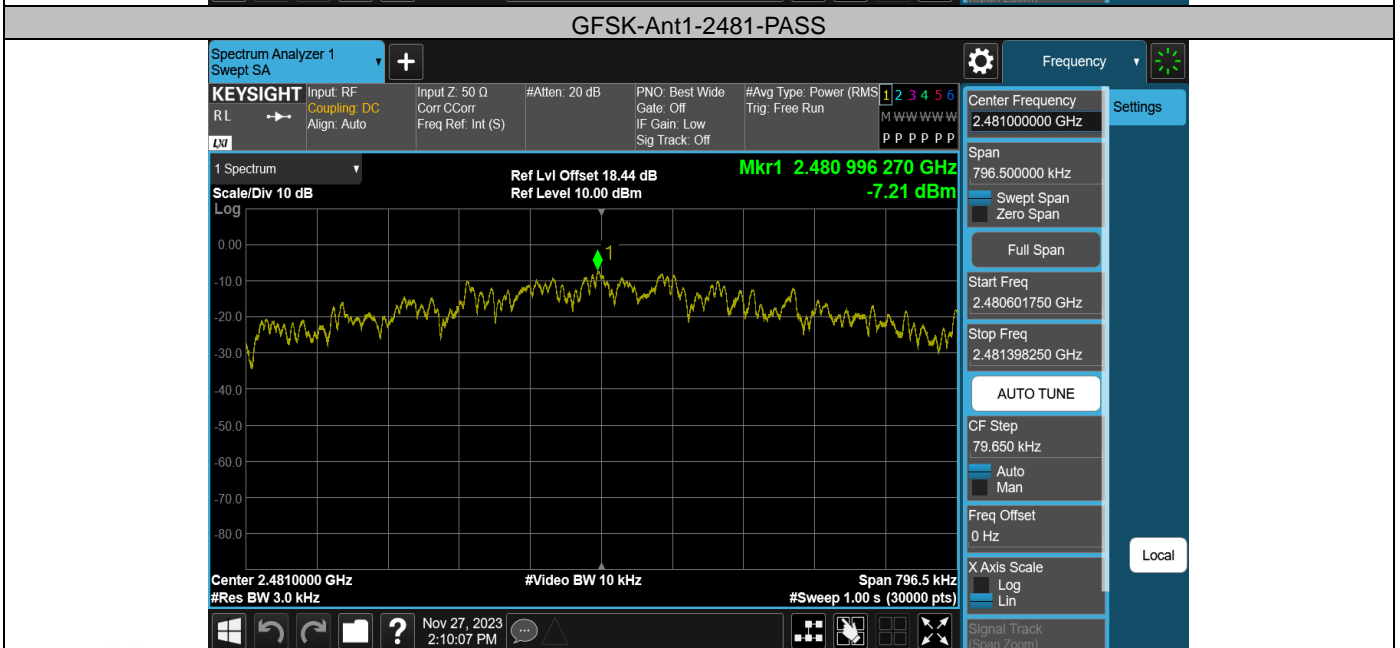 GFSK-Ant1-2481-PASS
Spectrum Analyzer 1
Swept SA
Frequency
KEYSIGHT
RL
LXI
Input: RF
Coupling: DC
Align: Auto
Input Z: 50 Ω
Corr CCorr
Freq Ref: Int (S)
#Atten: 20 dB
PNO: Best Wide
Gate: Off
IF Gain: Low
Sig Track: Off
#Avg Type: Power (RMS
Trig: Free Run
1 2 3 4 5 6
M W W W W W
P P P P P P
1 Spectrum
Scale/Div 10 dB
Ref Lvl Offset 18.44 dB
Ref Level 10.00 dBm
Mkr1 2.480 996 270 GHz
-7.21 dBm
Log
0.00
-10.0
-20.0
-30.0
-40.0
-50.0
-60.0
-70.0
-80.0
1
Center 2.4810000 GHz
#Res BW 3.0 kHz
#Video BW 10 kHz
Span 796.5 kHz
#Sweep 1.00 s (30000 pts)
Center Frequency
2.481000000 GHz
Settings
Span
796.500000 kHz
Swept Span
Zero Span
Full Span
Start Freq
2.480601750 GHz
Stop Freq
2.481398250 GHz
AUTO TUNE
CF Step
79.650 kHz
Auto
Man
Freq Offset
0 Hz
X Axis Scale
Log
Lin
Local
Signal Track
(Span Zoom)
?
Nov 27, 2023
2:10:07 PM